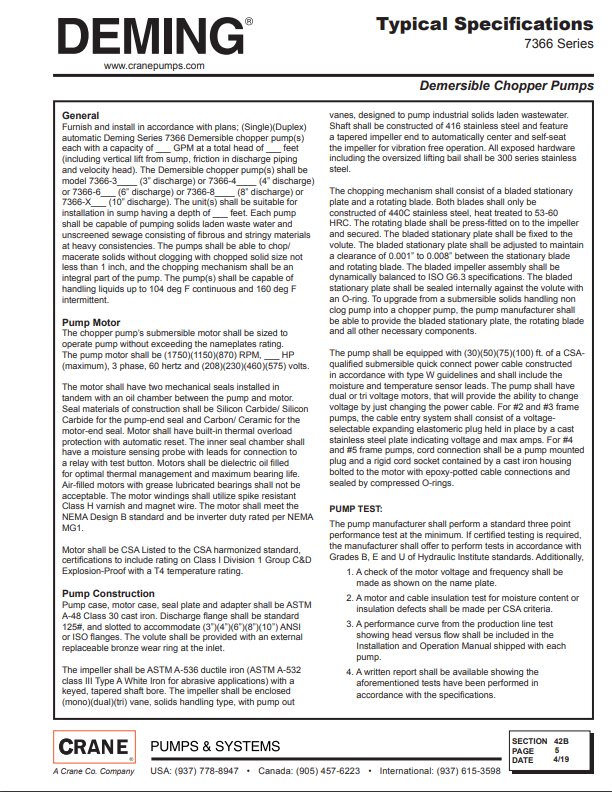 DEMING®
www.cranepumps.com
Typical Specifications
7366 Series
Demersible Chopper Pumps
General
Furnish and install in accordance with plans; (Single)(Duplex)
automatic Deming Series 7366 Demersible chopper pump(s)
each with a capacity of ___ GPM at a total head of ___ feet
(including vertical lift from sump, friction in discharge piping
and velocity head). The Demersible chopper pump(s) shall be
model 7366-3____ (3” discharge) or 7366-4____ (4” discharge)
or 7366-6___ (6” discharge) or 7366-8____ (8” discharge) or
7366-X___ (10” discharge). The unit(s) shall be suitable for
installation in sump having a depth of ___ feet. Each pump
shall be capable of pumping solids laden waste water and
unscreened sewage consisting of fibrous and stringy materials
at heavy consistencies. The pumps shall be able to chop/
macerate solids without clogging with chopped solid size not
less than 1 inch, and the chopping mechanism shall be an
integral part of the pump. The pump(s) shall be capable of
handling liquids up to 104 deg F continuous and 160 deg F
intermittent.
Pump Motor
The chopper pump’s submersible motor shall be sized to
operate pump without exceeding the nameplates rating.
The pump motor shall be (1750)(1150)(870) RPM, ___ HP
(maximum), 3 phase, 60 hertz and (208)(230)(460)(575) volts.
The motor shall have two mechanical seals installed in
tandem with an oil chamber between the pump and motor.
Seal materials of construction shall be Silicon Carbide/ Silicon
Carbide for the pump-end seal and Carbon/ Ceramic for the
motor-end seal. Motor shall have built-in thermal overload
protection with automatic reset. The inner seal chamber shall
have a moisture sensing probe with leads for connection to
a relay with test button. Motors shall be dielectric oil filled
for optimal thermal management and maximum bearing life.
Air-filled motors with grease lubricated bearings shall not be
acceptable. The motor windings shall utilize spike resistant
Class H varnish and magnet wire. The motor shall meet the
NEMA Design B standard and be inverter duty rated per NEMA
MG1.
Motor shall be CSA Listed to the CSA harmonized standard,
certifications to include rating on Class I Division 1 Group C&D
Explosion-Proof with a T4 temperature rating.
Pump Construction
Pump case, motor case, seal plate and adapter shall be ASTM
A-48 Class 30 cast iron. Discharge flange shall be standard
125#, and slotted to accommodate (3”)(4”)(6”)(8”)(10”) ANSI
or ISO flanges. The volute shall be provided with an external
replaceable bronze wear ring at the inlet.
The impeller shall be ASTM A-536 ductile iron (ASTM A-532
class III Type A White Iron for abrasive applications) with a
keyed, tapered shaft bore. The impeller shall be enclosed
(mono)(dual)(tri) vane, solids handling type, with pump out
vanes, designed to pump industrial solids laden wastewater.
Shaft shall be constructed of 416 stainless steel and feature
a tapered impeller end to automatically center and self-seat
the impeller for vibration free operation. All exposed hardware
including the oversized lifting bail shall be 300 series stainless
steel.
The chopping mechanism shall consist of a bladed stationary
plate and a rotating blade. Both blades shall only be
constructed of 440C stainless steel, heat treated to 53-60
HRC. The rotating blade shall be press-fitted on to the impeller
and secured. The bladed stationary plate shall be fixed to the
volute. The bladed stationary plate shall be adjusted to maintain
a clearance of 0.001” to 0.008” between the stationary blade
and rotating blade. The bladed impeller assembly shall be
dynamically balanced to ISO G6.3 specifications. The bladed
stationary plate shall be sealed internally against the volute with
an O-ring. To upgrade from a submersible solids handling non
clog pump into a chopper pump, the pump manufacturer shall
be able to provide the bladed stationary plate, the rotating blade
and all other necessary components.
The pump shall be equipped with (30)(50)(75)(100) ft. of a CSA-
qualified submersible quick connect power cable constructed
in accordance with type W guidelines and shall include the
moisture and temperature sensor leads. The pump shall have
dual or tri voltage motors, that will provide the ability to change
voltage by just changing the power cable. For #2 and #3 frame
pumps, the cable entry system shall consist of a voltage-
selectable expanding elastomeric plug held in place by a cast
stainless steel plate indicating voltage and max amps. For #4
and #5 frame pumps, cord connection shall be a pump mounted
plug and a rigid cord socket contained by a cast iron housing
bolted to the motor with epoxy-potted cable connections and
sealed by compressed O-rings.
PUMP TEST:
The pump manufacturer shall perform a standard three point
performance test at the minimum. If certified testing is required,
the manufacturer shall offer to perform tests in accordance with
Grades B, E and U of Hydraulic Institute standards. Additionally,
1. A check of the motor voltage and frequency shall be
made as shown on the name plate.
2. A motor and cable insulation test for moisture content or
insulation defects shall be made per CSA criteria.
3. A performance curve from the production line test
showing head versus flow shall be included in the
Installation and Operation Manual shipped with each
pump.
4. A written report shall be available showing the
aforementioned tests have been performed in
accordance with the specifications.
CRANE®
A Crane Co. Company
PUMPS & SYSTEMS
USA: (937) 778-8947 • Canada: (905) 457-6223 • International: (937) 615-3598
SECTION 42B
PAGE 5
DATE 4/19